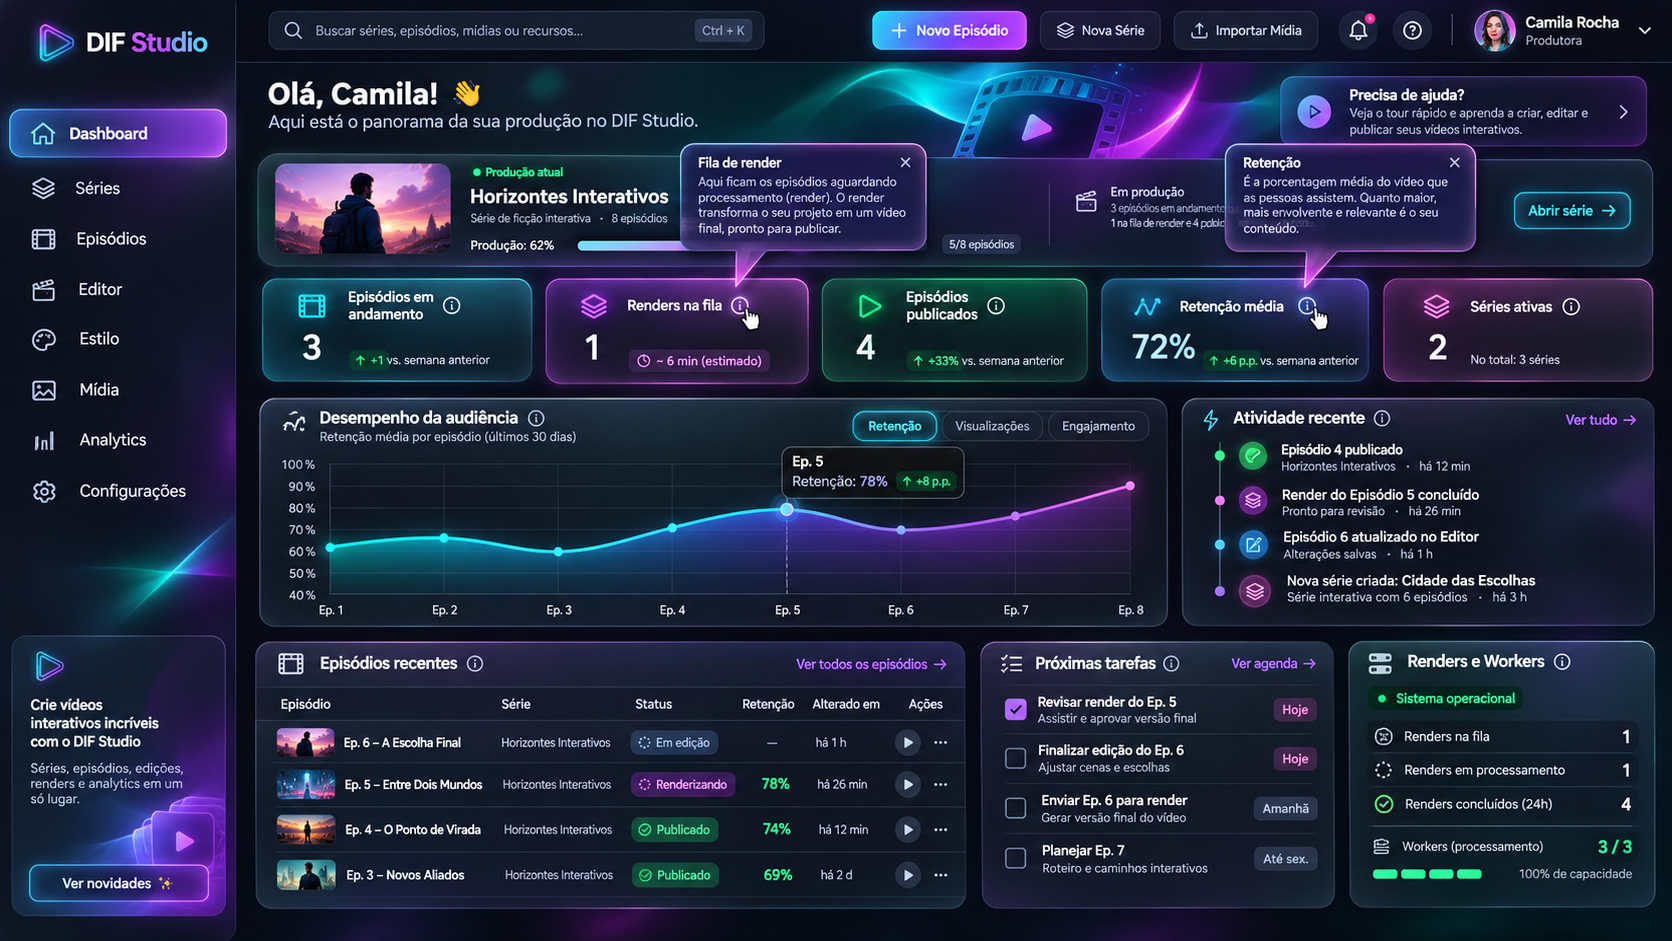 DIF Studio
Buscar séries, episódios, mídias ou recursos...
Ctrl + K
Novo Episódio
Nova Série
Importar Mídia
Camila Rocha
Produtora
Dashboard
Séries
Episódios
Editor
Estilo
Mídia
Analytics
Configurações
Crie vídeos
interativos incríveis
com o DIF Studio
Séries, episódios, edições,
renders e analytics em um
só lugar.
Ver novidades
Olá, Camila!
Aqui está o panorama da sua produção no DIF Studio.
Precisa de ajuda?
Veja o tour rápido e aprenda a criar, editar e
publicar seus vídeos interativos.
Produção atual
Horizontes Interativos
Série de ficção interativa • 8 episódios
Produção: 62%
5/8 episódios
Fila de render
Aqui ficam os episódios aguardando
processamento (render). O render
transforma o seu projeto em um vídeo
final, pronto para publicar.
Em produção
3 episódios em andamento
1 na fila de render e 4
Retenção
É a porcentagem média do vídeo que
as pessoas assistem. Quanto maior,
mais envolvente e relevante é o seu
conteúdo.
Abrir série
Episódios em
andamento
3
+1 vs. semana anterior
Renders na fila
1
~ 6 min (estimado)
Episódios
publicados
4
+33% vs. semana anterior
Retenção média
72%
+6 p.p. vs. semana anterior
Séries ativas
2
No total: 3 séries
Desempenho da audiência
Retenção média por episódio (últimos 30 dias)
Retenção
Visualizações
Engajamento
100%
90%
80%
70%
60%
50%
40%
Ep. 5
Retenção: 78% +8 p.p.
Ep. 1
Ep. 2
Ep. 3
Ep. 4
Ep. 5
Ep. 6
Ep. 7
Ep. 8
Atividade recente
Ver tudo
Episódio 4 publicado
Horizontes Interativos • há 12 min
Render do Episódio 5 concluído
Pronto para revisão • há 26 min
Episódio 6 atualizado no Editor
Alterações salvas • há 1 h
Nova série criada: Cidade das Escolhas
Série interativa com 6 episódios • há 3 h
Episódios recentes
Ver todos os episódios
Episódio Série Status Retenção Alterado em Ações
Ep. 6 – A Escolha Final Horizontes Interativos Em edição — há 1 h
Ep. 5 – Entre Dois Mundos Horizontes Interativos Renderizando 78% há 26 min
Ep. 4 – O Ponto de Virada Horizontes Interativos Publicado 74% há 12 min
Ep. 3 – Novos Aliados Horizontes Interativos Publicado 69% há 2 d
Próximas tarefas
Ver agenda
Revisar render do Ep. 5
Assistir e aprovar versão final
Hoje
Finalizar edição do Ep. 6
Ajustar cenas e escolhas
Hoje
Enviar Ep. 6 para render
Gerar versão final do vídeo
Amanhã
Planejar Ep. 7
Roteiro e caminhos interativos
Até sex.
Renders e Workers
Sistema operacional
Renders na fila 1
Renders em processamento 1
Renders concluídos (24h) 4
Workers (processamento) 3 / 3
100% de capacidade